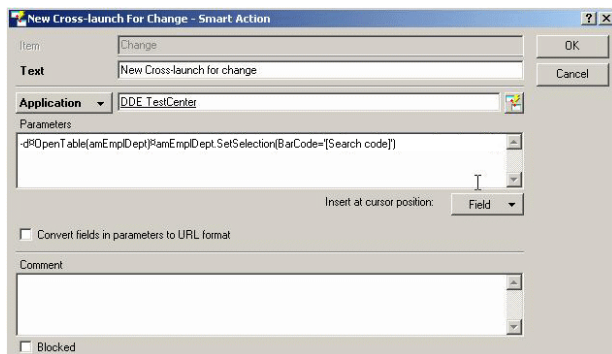 New Cross-launch For Change - Smart Action
Item Change OK
Text New Cross-launch for change Cancel
Application DDE TestCenter
Parameters
-d¤OpenTable(amEmplDept)¤amEmplDept.SetSelection(BarCode='[Search code]')
Insert at cursor position: Field
Convert fields in parameters to URL format
Comment
Blocked